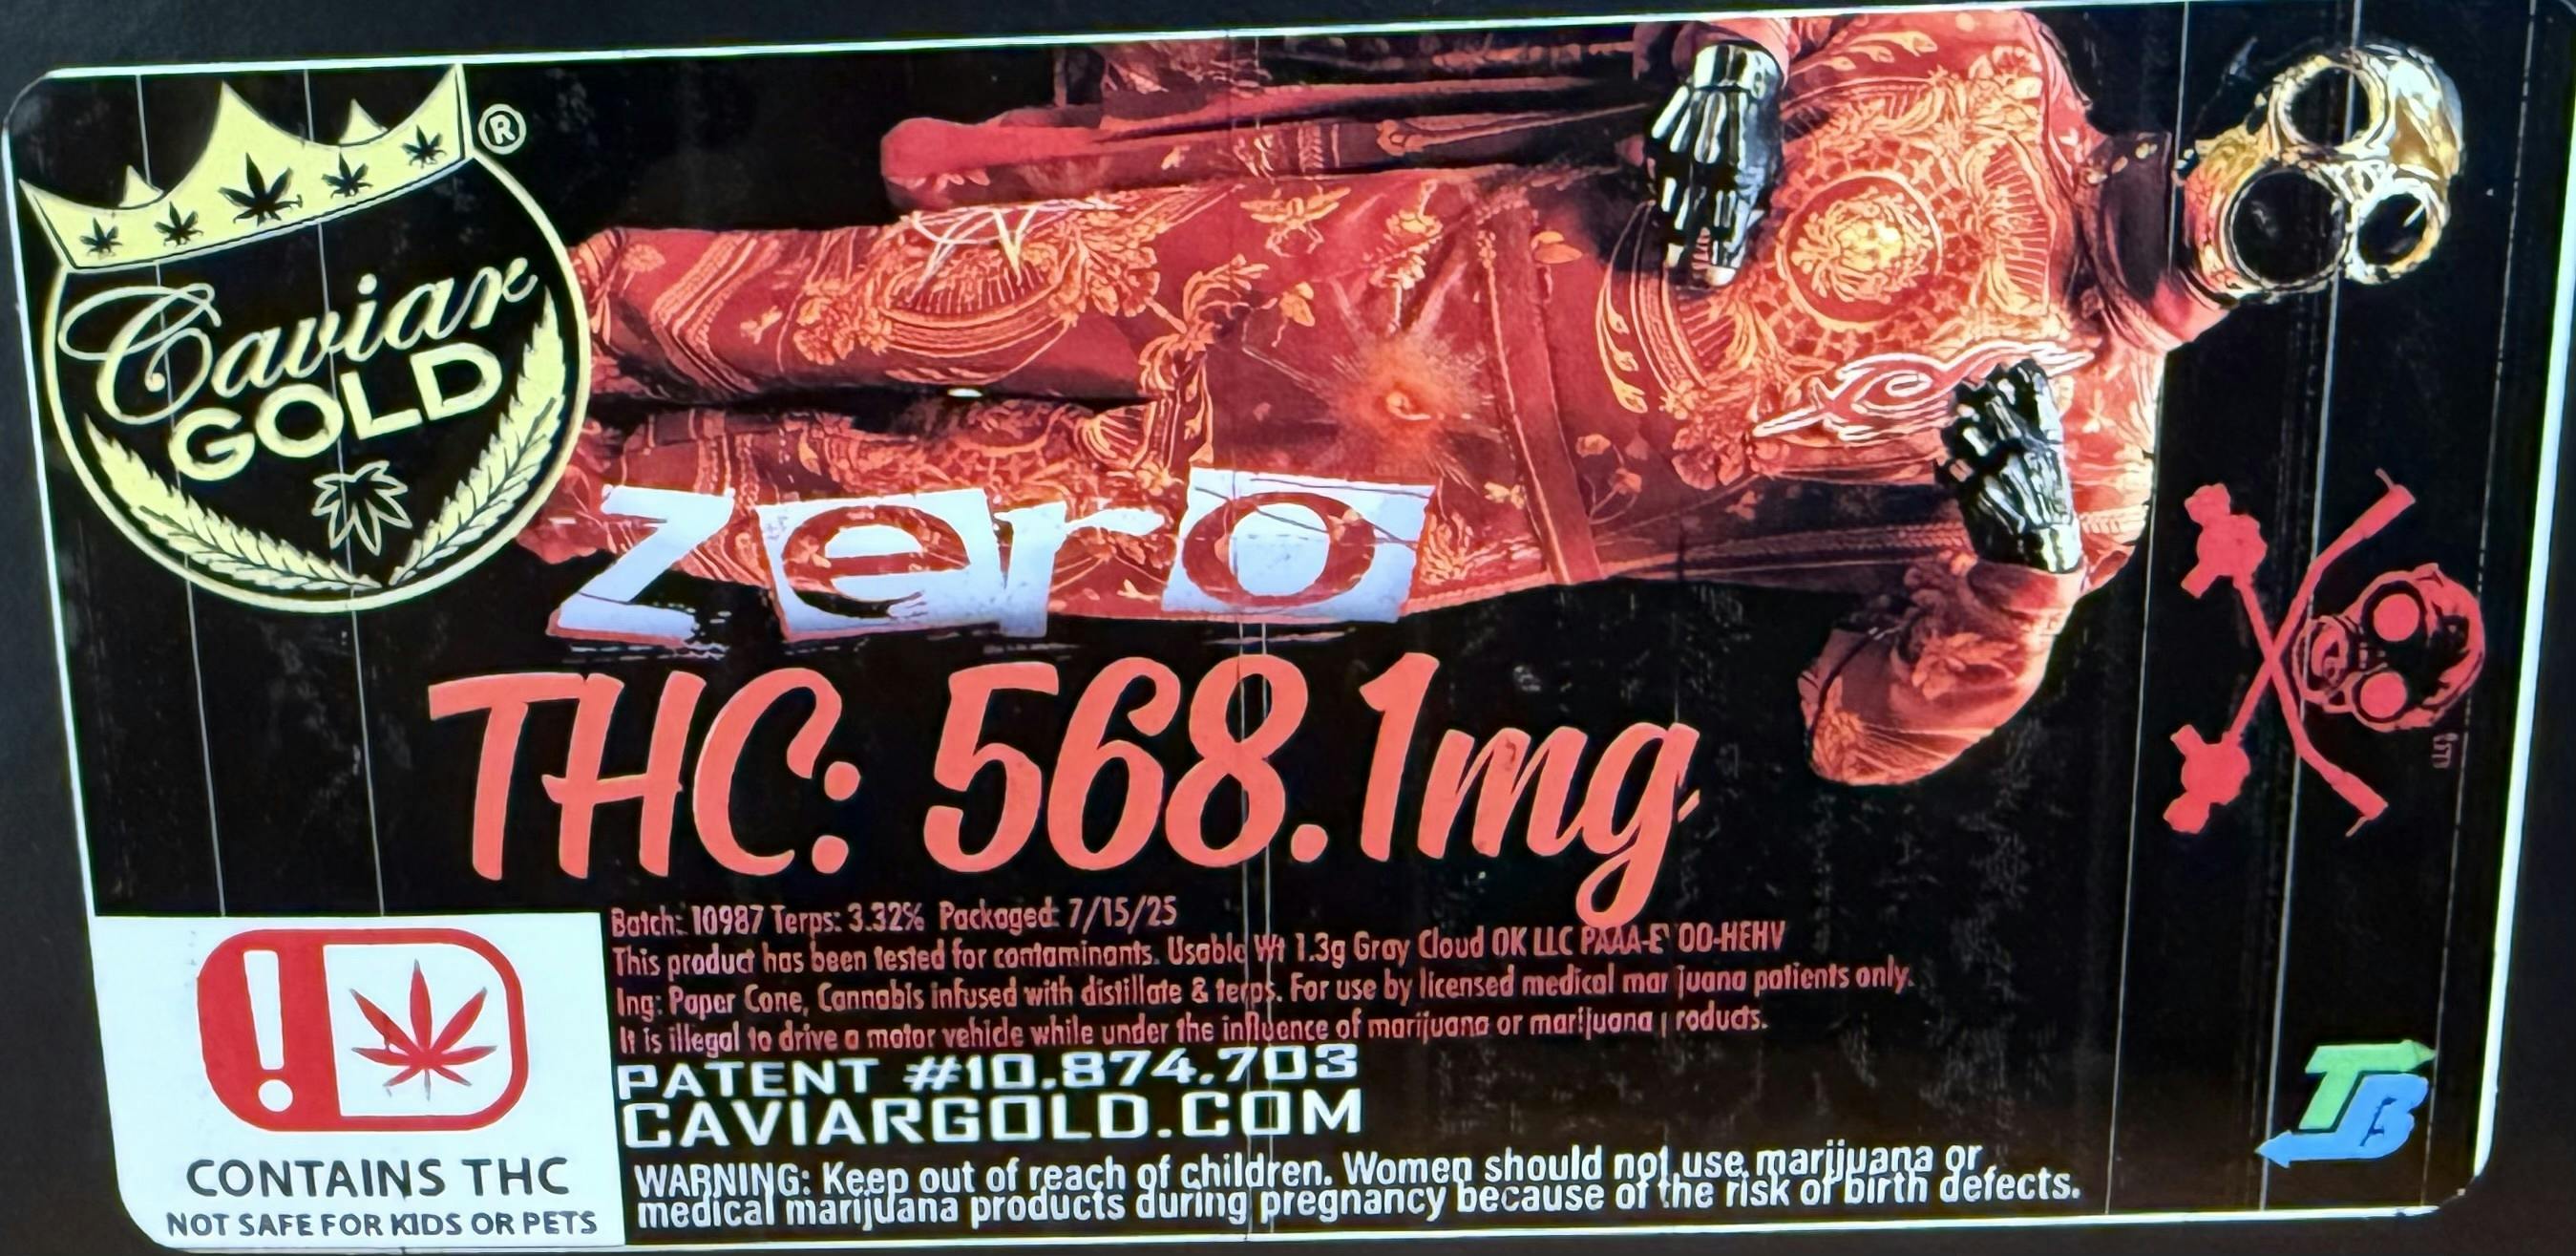 ®
Caviar
GOLD
zero
THC: 568.1mg
Batch: 10987 Terps: 3.32% Packaged: 7/15/25
This product has been tested for contaminants. Usable Wt 1.3g Gray Cloud OK LLC
Ing: Paper Cone, Cannabis infused with distillate & terps. For use by licensed medical marijuana patients only.
It is illegal to drive a motor vehicle while under the influence of marijuana or marijuana products.
PATENT #10.874.703
CAVIARGOLD.COM
WARNING: Keep out of reach of children. Women should not use marijuana or
medical marijuana products during pregnancy because of the risk of birth defects.
CONTAINS THC
NOT SAFE FOR KIDS OR PETS
TB